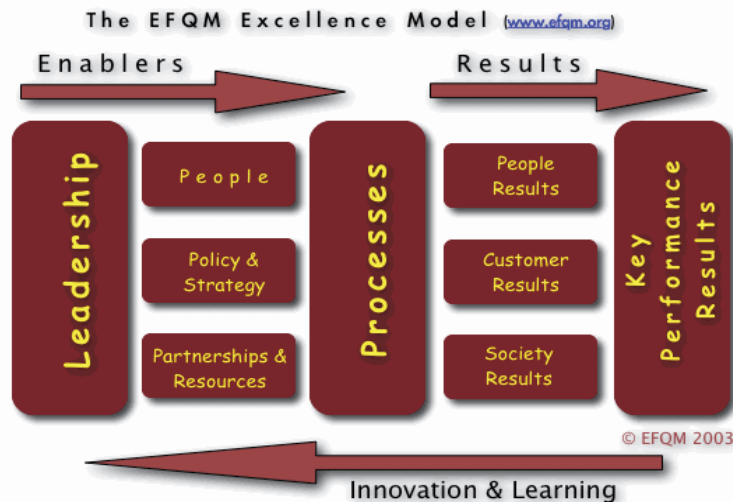 The EFQM Excellence Model (www.efqm.org)
Enablers
Results
Leadership
People
Policy &
Strategy
Partnerships &
Resources
Processes
People
Results
Customer
Results
Society
Results
Key
Performance
Results
© EFQM 2003
Innovation & Learning